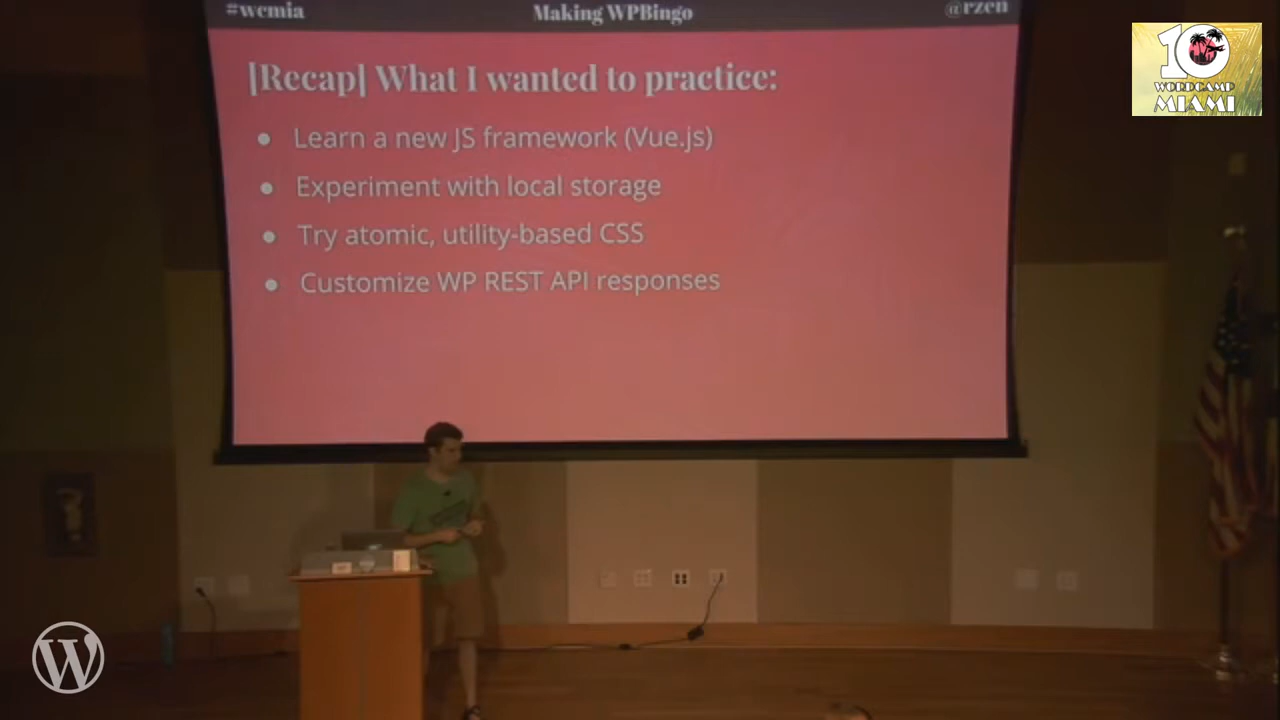 #wcmia
Making WPBingo
@rzen
[Recap] What I wanted to practice:
Learn a new JS framework (Vue.js)
Experiment with local storage
Try atomic, utility-based CSS
Customize WP REST API responses
10
WORDCAMP
MIAMI
W